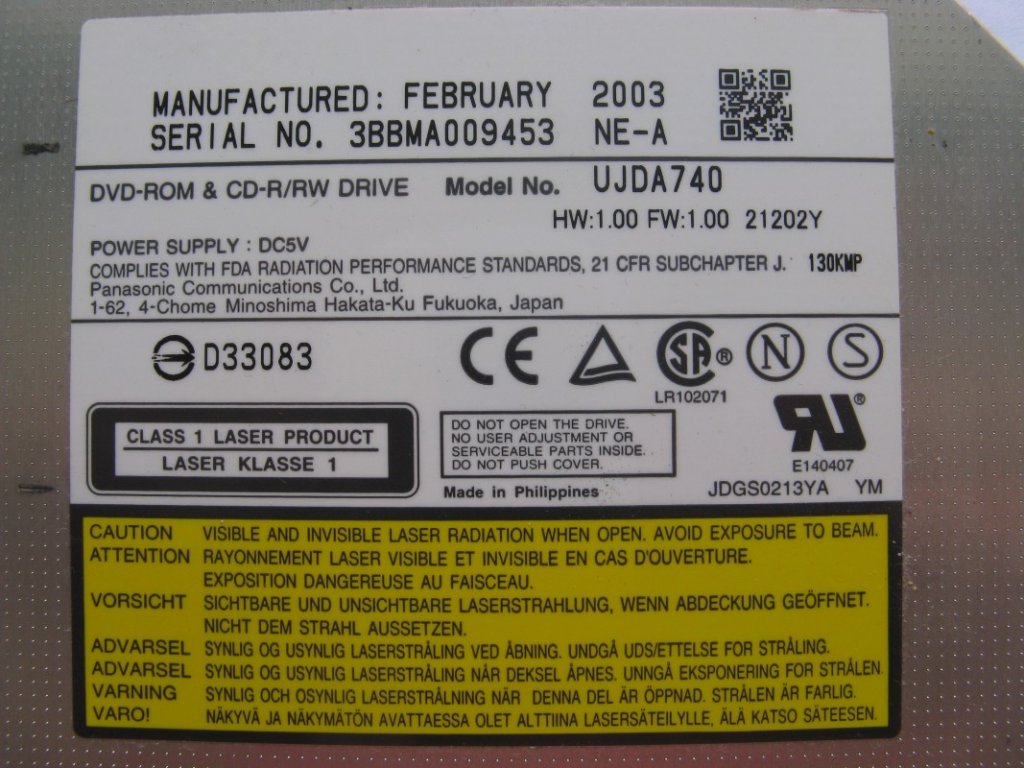 MANUFACTURED: FEBRUARY 2003
SERIAL NO. 3BBMA009453 NE-A
DVD-ROM & CD-R/RW DRIVE Model No. UJDA740
HW:1.00 FW:1.00 21202Y
POWER SUPPLY : DC5V
COMPLIES WITH FDA RADIATION PERFORMANCE STANDARDS, 21 CFR SUBCHAPTER J. 130KMP
Panasonic Communications Co., Ltd.
1-62, 4-Chome Minoshima Hakata-Ku Fukuoka, Japan
D33083 CE SA® N S
LR102071
RU®
E140407
CLASS 1 LASER PRODUCT
LASER KLASSE 1
DO NOT OPEN THE DRIVE.
NO USER ADJUSTMENT OR
SERVICEABLE PARTS INSIDE.
DO NOT PUSH COVER.
Made in Philippines JDGS0213YA YM
CAUTION VISIBLE AND INVISIBLE LASER RADIATION WHEN OPEN. AVOID EXPOSURE TO BEAM.
ATTENTION RAYONNEMENT LASER VISIBLE ET INVISIBLE EN CAS D'OUVERTURE.
EXPOSITION DANGEREUSE AU FAISCEAU.
VORSICHT SICHTBARE UND UNSICHTBARE LASERSTRAHLUNG, WENN ABDECKUNG GEÖFFNET.
NICHT DEM STRAHL AUSSETZEN.
ADVARSEL SYNLIG OG USYNLIG LASERSTRÅLING VED ÅBNING. UNDGÅ UDS/ETTELSE FOR STRÅLING.
ADVARSEL SYNLIG OG USYNLIG LASERSTRÅLING NÅR DEKSEL ÅPNES. UNNGÅ EKSPONERING FOR STRÅLEN.
VARNING SYNLIG OCH OSYNLIG LASERSTRÅLNING NÄR DENNA DEL ÄR ÖPPNAD. STRÅLEN ÄR FARLIG.
VARO! NÄKYVÄ JA NÄKYMÄTÖN AVATTAESSA OLET ALTTIINA LASERSÄTEILYLLE, ÄLÄ KATSO SÄTEESEN.